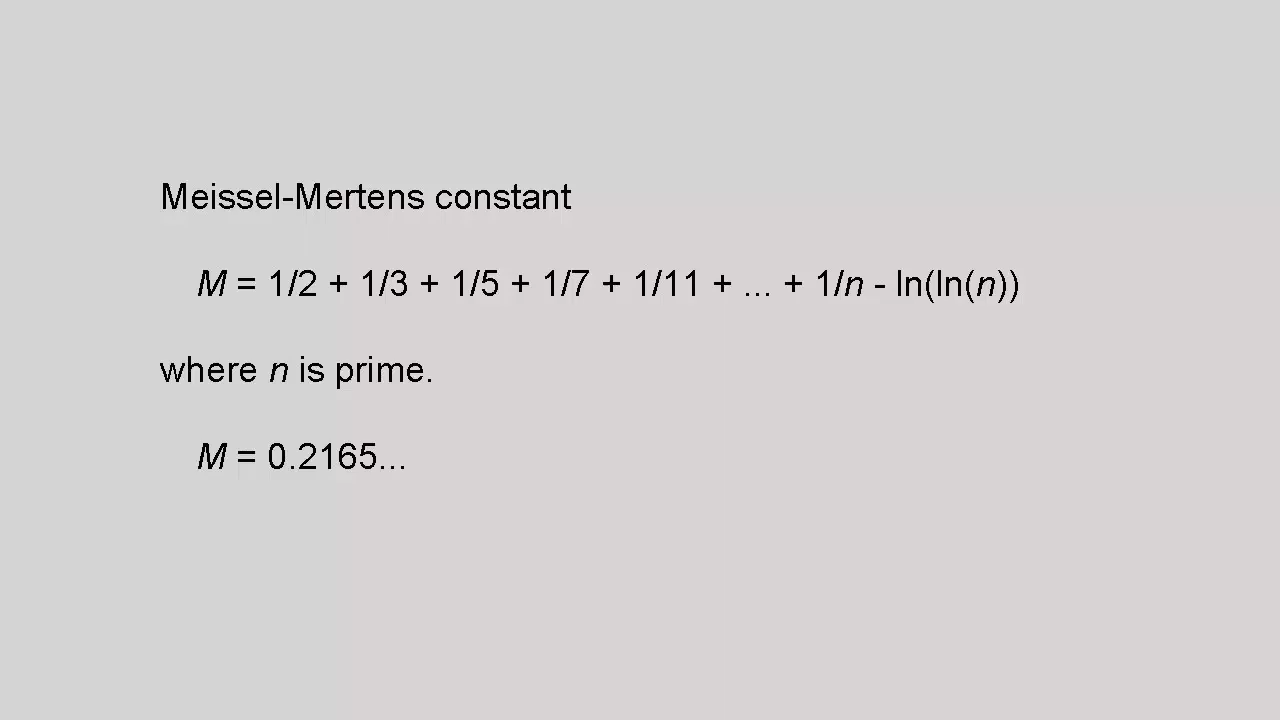 Meissel-Mertens constant
M = 1/2 + 1/3 + 1/5 + 1/7 + 1/11 + ... + 1/n - ln(ln(n))
where n is prime.
M = 0.2165...